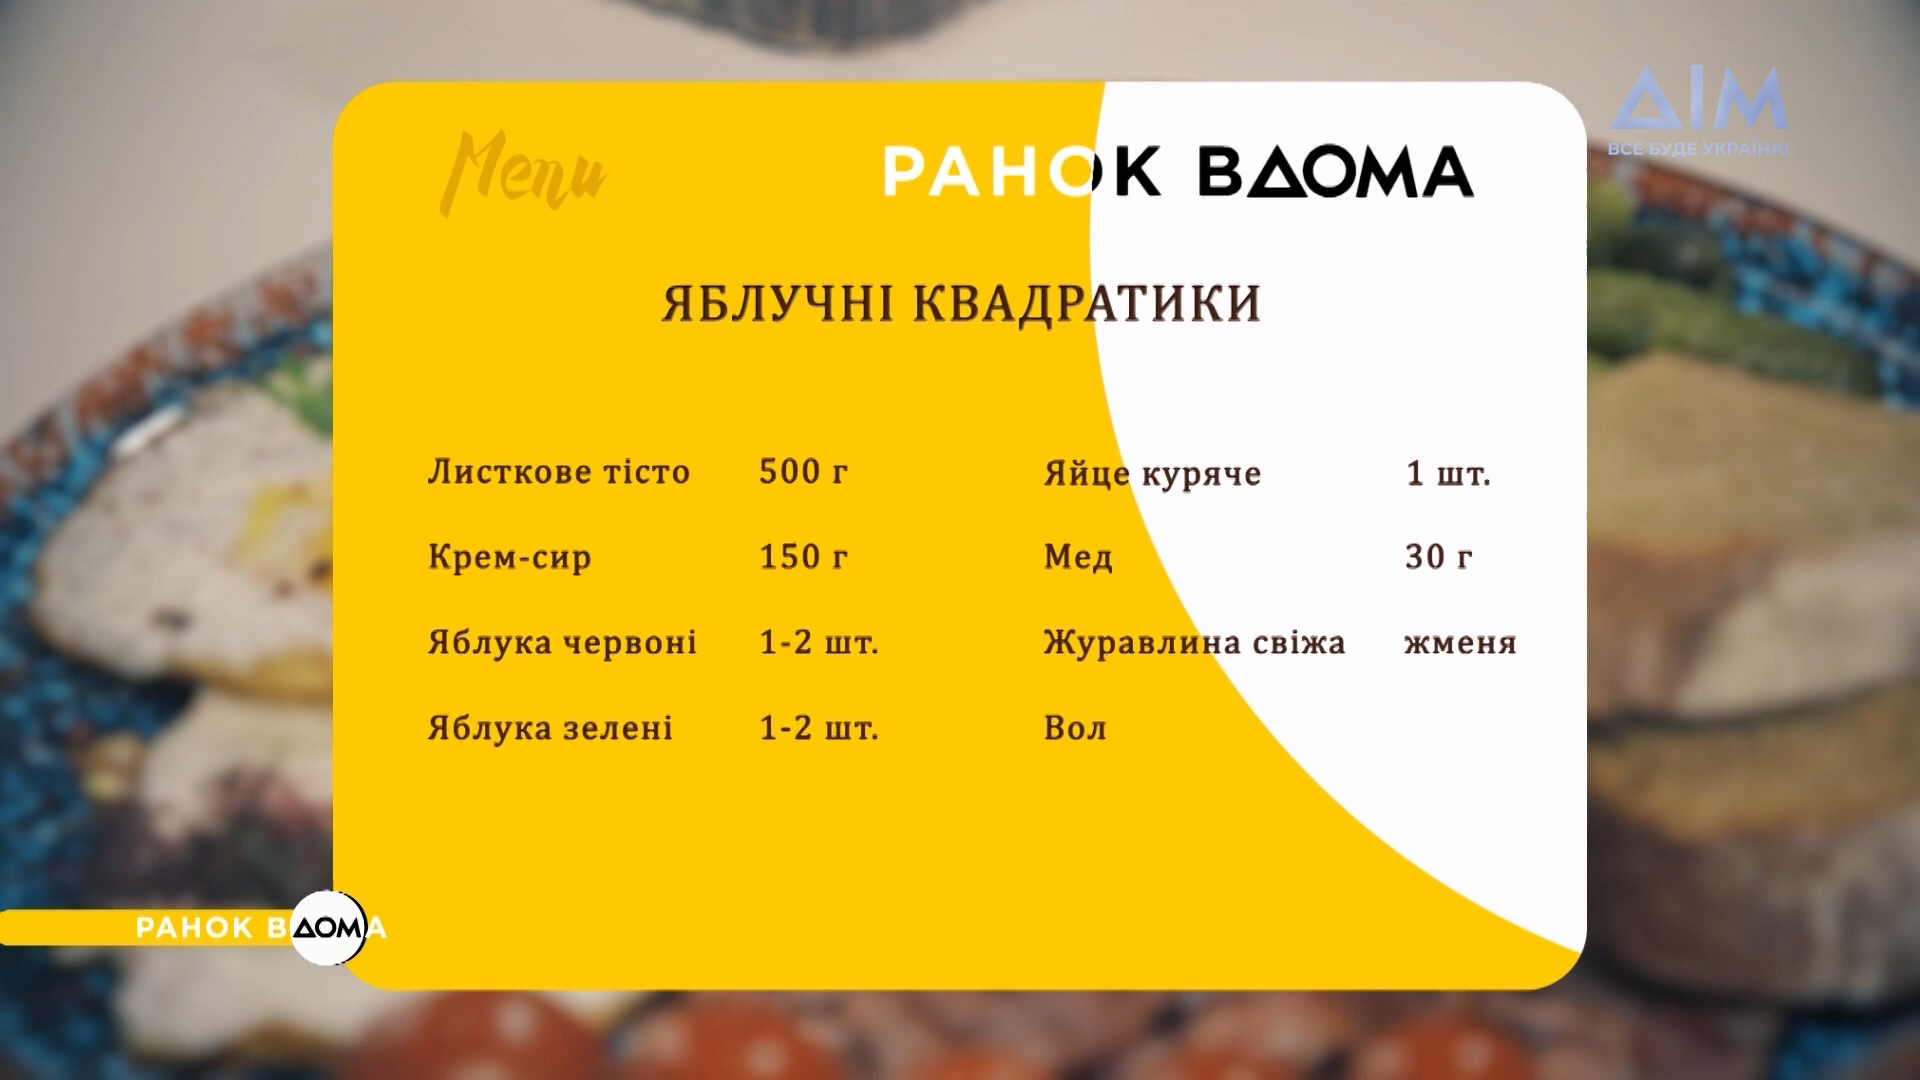 Menu
РАНОК ВДОМА
ДІМ
ВСЕ БУДЕ УКРАЇНА!
ЯБЛУЧНІ КВАДРАТИКИ
Листкове тісто 500 г
Крем-сир 150 г
Яблука червоні 1-2 шт.
Яблука зелені 1-2 шт.
Яйце куряче 1 шт.
Мед 30 г
Журавлина свіжа жменя
Вол
РАНОК ВДОМА